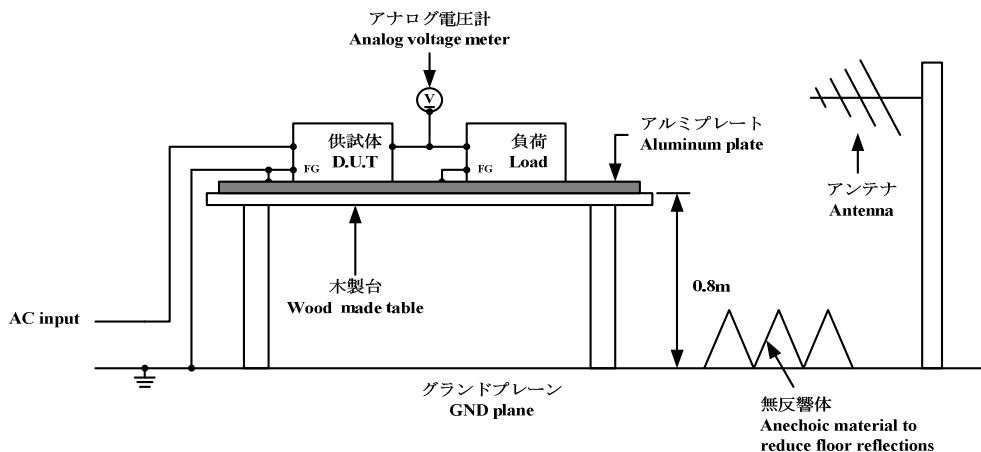 アナログ電圧計
Analog voltage meter
V
供試体
D.U.T
FG
負荷
Load
FG
アルミプレート
Aluminum plate
アンテナ
Antenna
木製台
Wood made table
0.8m
AC input
グランドプレーン
GND plane
無反響体
Anechoic material to
reduce floor reflections